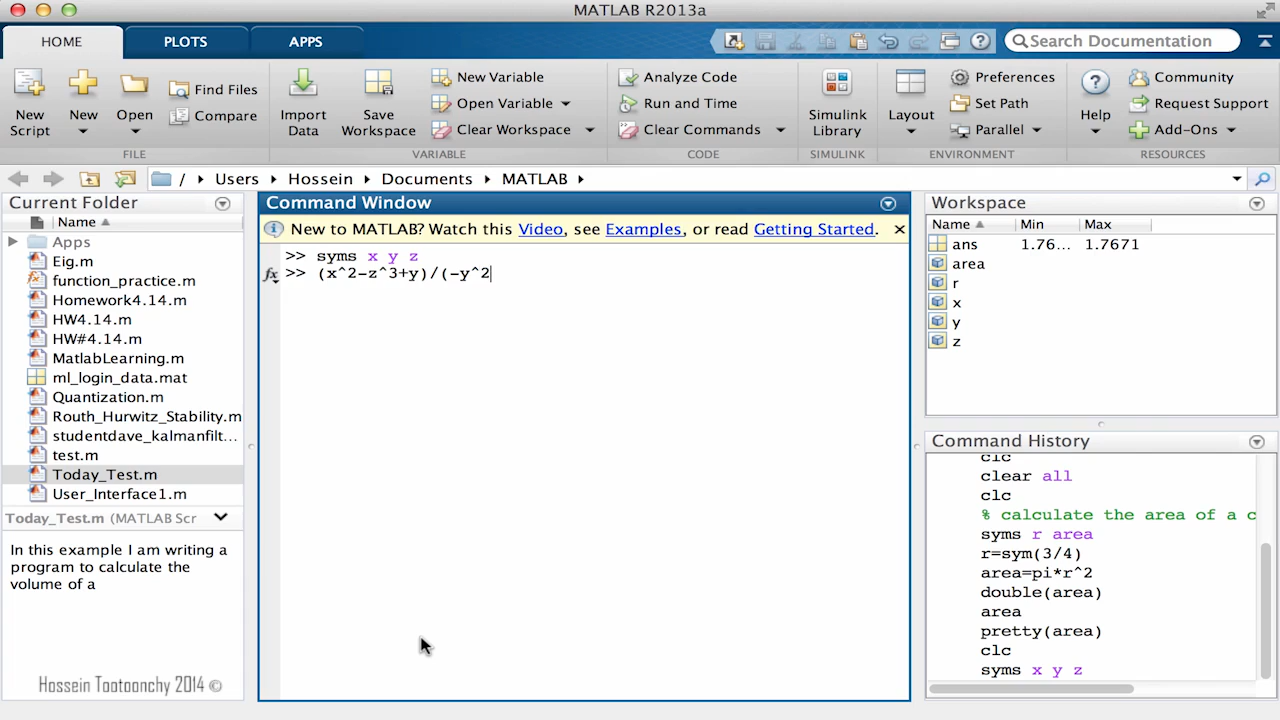 MATLAB R2013a
HOME PLOTS APPS Search Documentation
New Script
New
Open
Find Files
Compare
Import Data
Save Workspace
New Variable
Open Variable
Clear Workspace
Analyze Code
Run and Time
Clear Commands
Simulink Library
Layout
Preferences
Set Path
Parallel
Help
Community
Request Support
Add-Ons
FILE VARIABLE CODE SIMULINK ENVIRONMENT RESOURCES
/ Users Hossein Documents MATLAB
Current Folder
Name
Apps
Eig.m
function_practice.m
Homework4.14.m
HW4.14.m
HW#4.14.m
MatlabLearning.m
ml_login_data.mat
Quantization.m
Routh_Hurwitz_Stability.m
studentdave_kalmanfilt...
test.m
Today_Test.m
User_Interface1.m
Today_Test.m (MATLAB Scr
In this example I am writing a
program to calculate the
volume of a
Hossein Tootoonchy 2014 ©
Command Window
New to MATLAB? Watch this Video, see Examples, or read Getting Started.
>> syms x y z
fx >> (x^2-z^3+y)/(-y^2
Workspace
Name Min Max
ans 1.76... 1.7671
area
r
x
y
z
Command History
clc
clear all
clc
% calculate the area of a c
syms r area
r=sym(3/4)
area=pi*r^2
double(area)
area
pretty(area)
clc
syms x y z